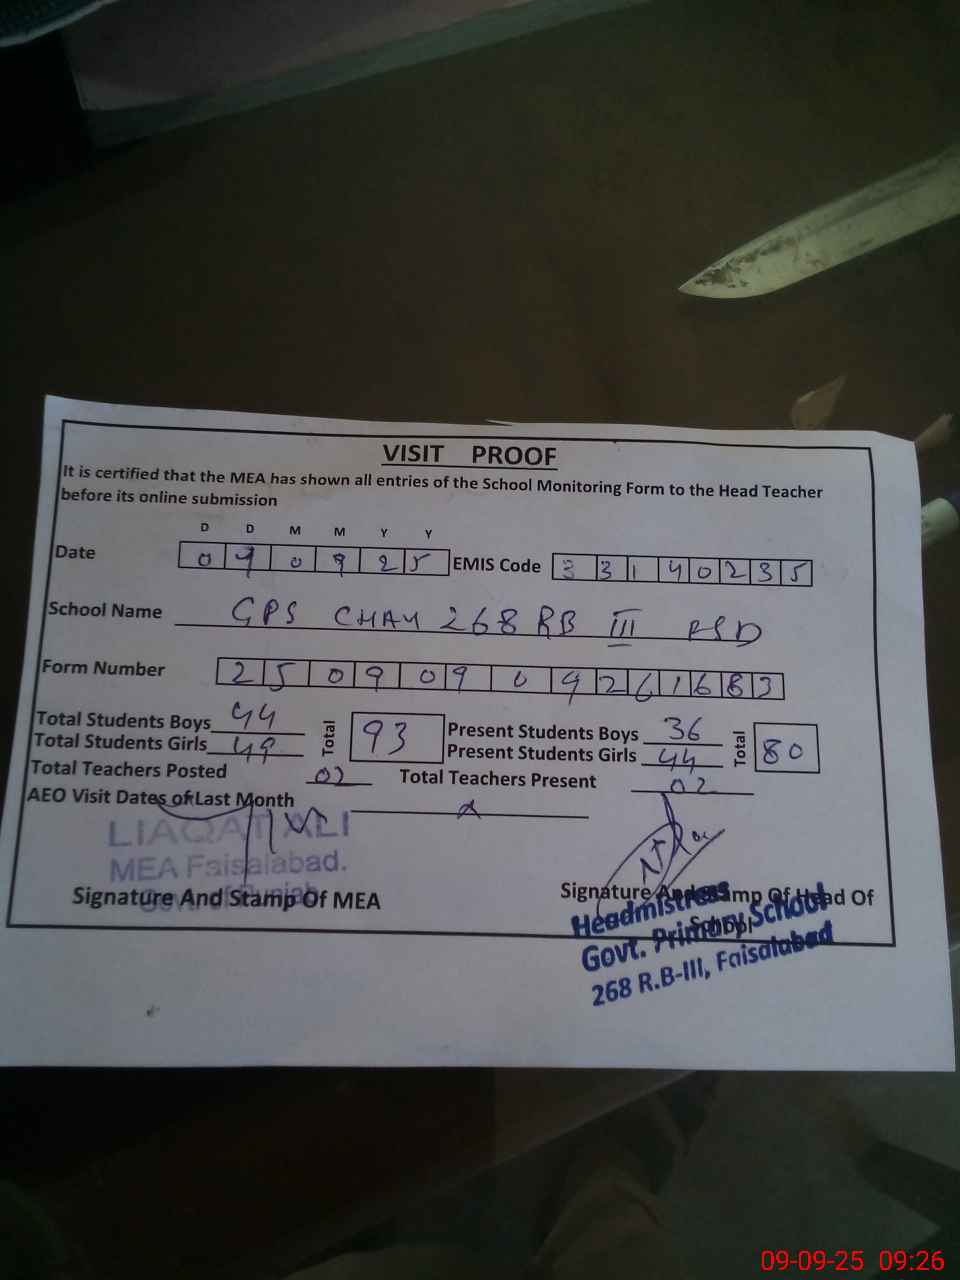 VISIT PROOF
It is certified that the MEA has shown all entries of the School Monitoring Form to the Head Teacher
before its online submission
D D M M Y Y
Date 0 9 0 9 2 5 EMIS Code 3 3 1 4 0 2 3 5
School Name GPS CHAK 268 RB III FSD
Form Number 2 5 0 9 0 9 0 9 2 6 1 6 8 3
Total Students Boys 44 Total 93 Present Students Boys 36 Total 80
Total Students Girls 49 Present Students Girls 44
Total Teachers Posted 02 Total Teachers Present 02
AEO Visit Dates of Last Month
LIAQAT ALI
MEA Faisalabad.
Govt. of Punjab
Signature And Stamp Of MEA
Signature And Stamp Of Head Of
School
Headmistress
Govt. Primary School
268 R.B-III, Faisalabad
09-09-25 09:26